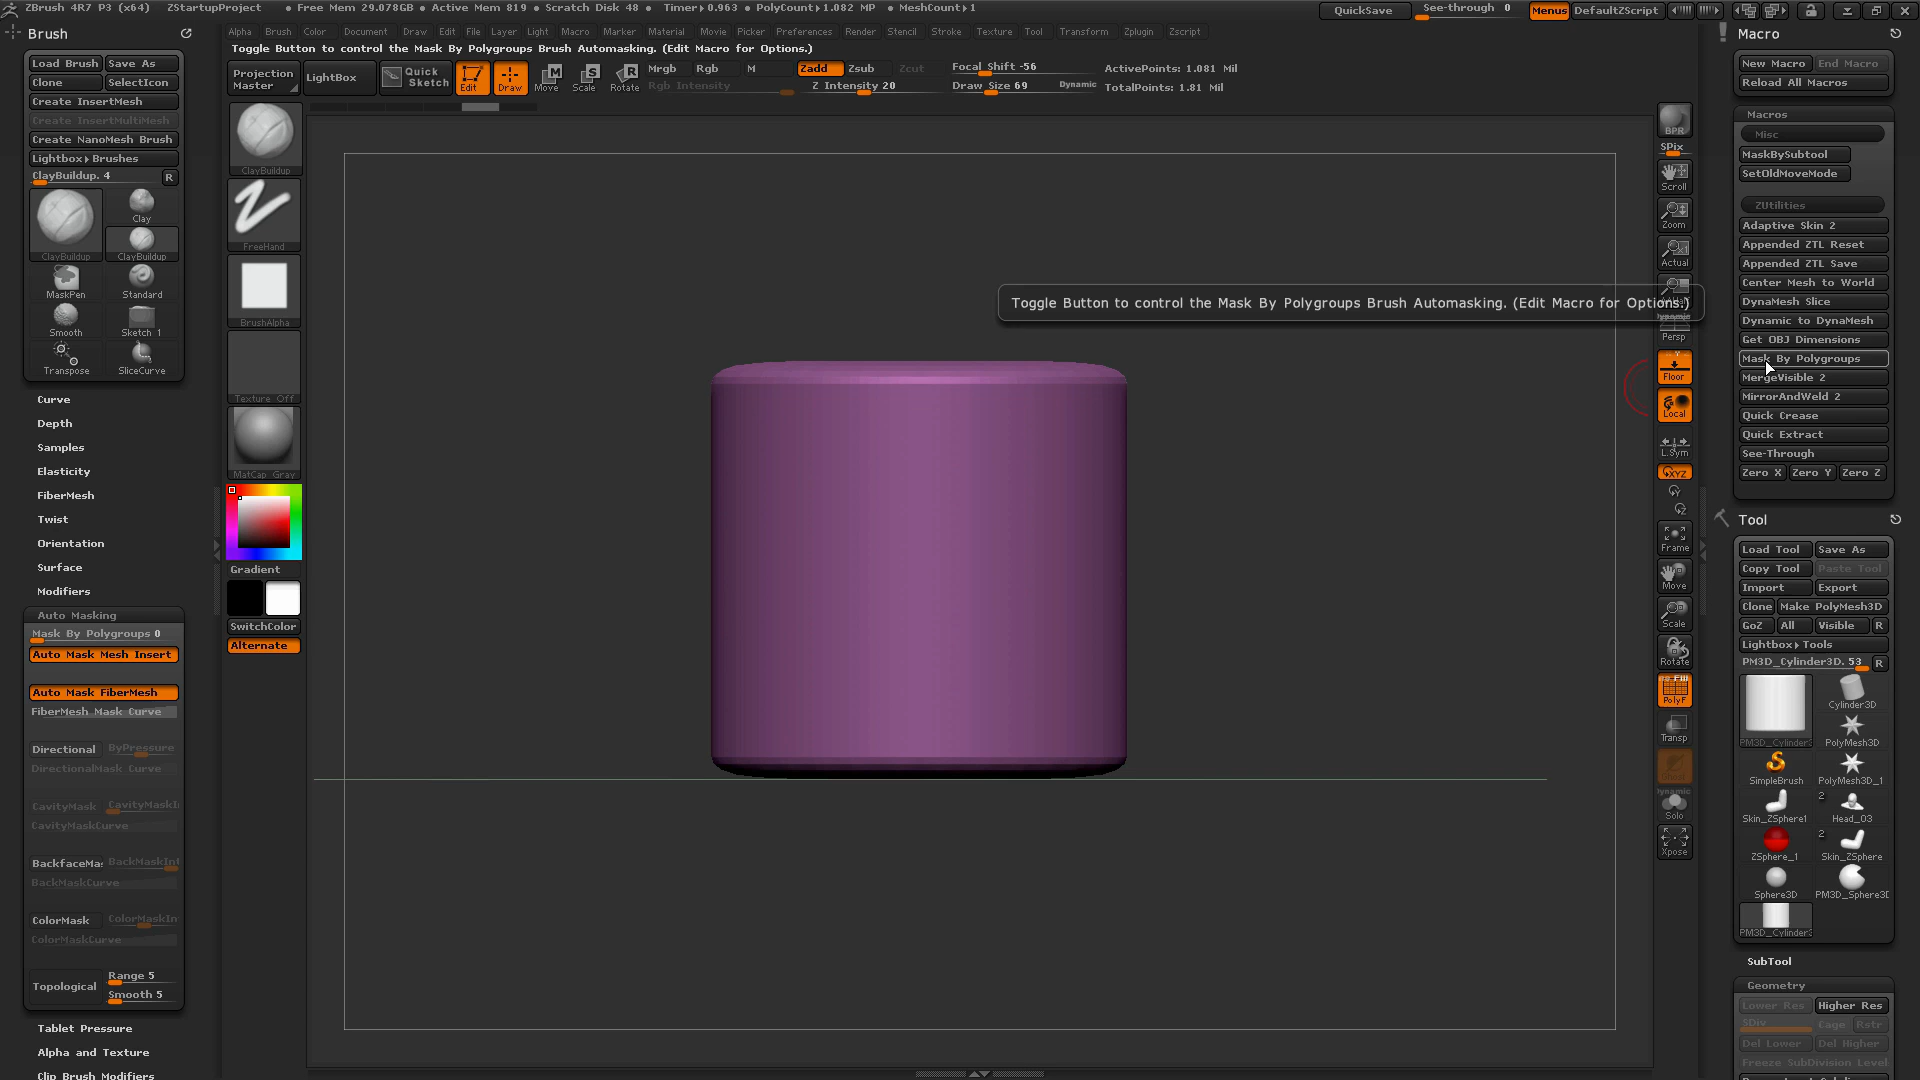 ZBrush 4R7 P3 (x64) ZStartupProject • Free Mem 29.078GB • Active Mem 819 • Scratch Disk 48 • Timer▸0.963 • PolyCount▸1.082 MP • MeshCount▸1
QuickSave See-through 0 Menus DefaultZScript
Brush
Alpha Brush Color Document Draw Edit File Layer Light Macro Marker Material Movie Picker Preferences Render Stencil Stroke Texture Tool Transform Zplugin Zscript
Toggle Button to control the Mask By Polygroups Brush Automasking. (Edit Macro for Options.)
Load Brush Save As
Clone SelectIcon
Create InsertMesh
Create InsertMultiMesh
Create NanoMesh Brush
Lightbox▸Brushes
ClayBuildup. 4 R
Clay
ClayBuildup ClayBuildup
MaskPen Standard
Smooth Sketch 1
Transpose SliceCurve
Curve
Depth
Samples
Elasticity
FiberMesh
Twist
Orientation
Surface
Modifiers
Auto Masking
Mask By Polygroups 0
Auto Mask Mesh Insert
Auto Mask FiberMesh
FiberMesh Mask Curve
Directional ByPressure
DirectionalMask Curve
CavityMask CavityMaskI
CavityMaskCurve
BackfaceMa BackMaskInt
BackMaskCurve
ColorMask ColorMaskIn
ColorMaskCurve
Topological Range 5
Smooth 5
Tablet Pressure
Alpha and Texture
Clip Brush Modifiers
Projection Master
LightBox
Quick Sketch
Edit Draw Move Scale Rotate
Mrgb Rgb M
Rgb Intensity
Zadd Zsub Zcut
Z Intensity 20
Focal Shift -56
Draw Size 69 Dynamic
ActivePoints: 1.081 Mil
TotalPoints: 1.81 Mil
ClayBuildup
FreeHand
BrushAlpha
Texture Off
MatCap Gray
Gradient
SwitchColor
Alternate
Toggle Button to control the Mask By Polygroups Brush Automasking. (Edit Macro for Options.)
BPR
SPix
Scroll
Zoom
Actual
Dynamic
Persp
Floor
Local
L.Sym
XYZ
Frame
Move
Scale
Rotate
Fill
PolyF
Transp
Ghost
Dynamic
Solo
Xpose
Macro
New Macro End Macro
Reload All Macros
Macros
Misc
MaskBySubtool
SetOldMoveMode
ZUtilities
Adaptive Skin 2
Appended ZTL Reset
Appended ZTL Save
Center Mesh to World
DynaMesh Slice
Dynamic to DynaMesh
Get OBJ Dimensions
Mask By Polygroups
MergeVisible 2
MirrorAndWeld 2
Quick Crease
Quick Extract
See-Through
Zero X Zero Y Zero Z
Tool
Load Tool Save As
Copy Tool Paste Tool
Import Export
Clone Make PolyMesh3D
GoZ All Visible R
Lightbox▸Tools
PM3D_Cylinder3D. 53 R
Cylinder3D
PM3D_Cylinder3 PolyMesh3D
SimpleBrush PolyMesh3D_1
2
Skin_ZSphere1 Head_03
2
ZSphere_1 Skin_ZSphere
Sphere3D PM3D_Sphere3D
PM3D_Cylinder3
SubTool
Geometry
Lower Res Higher Res
SDiv Cage Rstr
Del Lower Del Higher
Freeze SubDivision Level